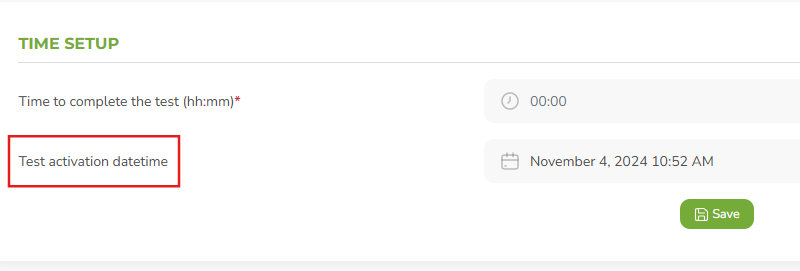 TIME SETUP
Time to complete the test (hh:mm)*
00:00
Test activation datetime
November 4, 2024 10:52 AM
Save